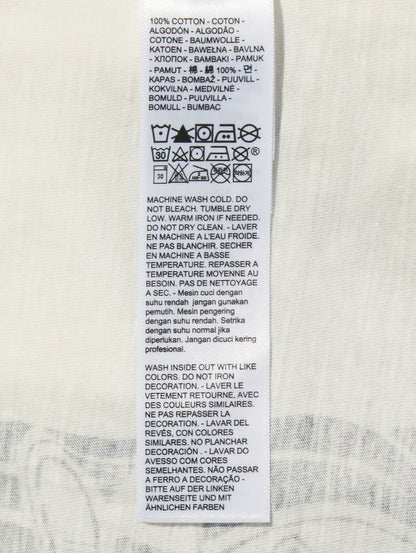 100% COTTON - COTON -
ALGODÓN - ALGODÃO -
COTONE - BAUMWOLLE -
KATOEN - BAWEŁNA - BAVLNA
- ХЛОПОК - BAMBAKI - PAMUK
- PAMUT - 棉 - 綿 100% - 면 -
KAPAS - BOMBAŽ - PUUVILL -
KOKVILNA - MEDVILNĖ -
BOMULD - PUUVILLA -
BOMULL - BUMBAC
30
30
MACHINE WASH COLD. DO
NOT BLEACH. TUMBLE DRY
LOW. WARM IRON IF NEEDED.
DO NOT DRY CLEAN. - LAVER
EN MACHINE A L'EAU FROIDE.
NE PAS BLANCHIR. SECHER
EN MACHINE A BASSE
TEMPERATURE. REPASSER A
TEMPERATURE MOYENNE AU
BESOIN. PAS DE NETTOYAGE
A SEC. - Mesin cuci dengan
suhu rendah jangan gunakan
pemutih. Mesin pengering
dengan suhu rendah. Setrika
dengan suhu normal jika
diperlukan. Jangan dicuci kering
profesional.
WASH INSIDE OUT WITH LIKE
COLORS. DO NOT IRON
DECORATION. - LAVER LE
VETEMENT RETOURNE, AVEC
DES COULEURS SIMILAIRES.
NE PAS REPASSER LA
DECORATION. - LAVAR DEL
REVÉS, CON COLORES
SIMILARES. NO PLANCHAR
DECORACIÓN . - LAVAR DO
AVESSO COM CORES
SEMELHANTES. NÃO PASSAR
A FERRO A DECORAÇÃO -
BITTE AUF DER LINKEN
WARENSEITE UND MIT
ÄHNLICHEN FARBEN